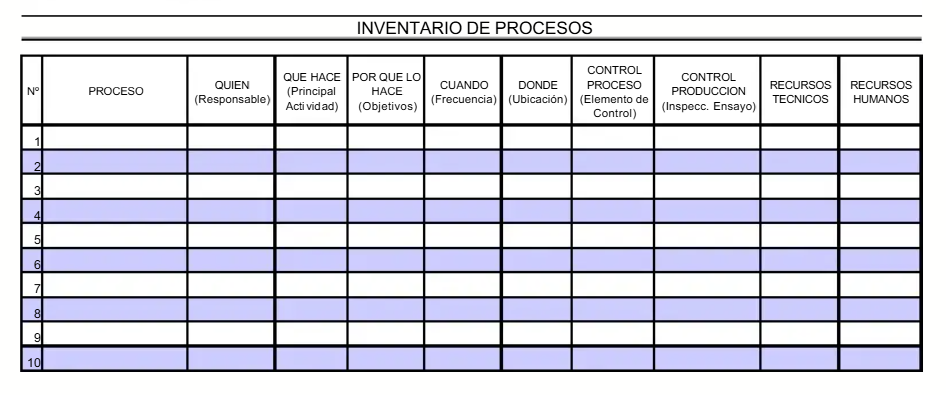 INVENTARIO DE PROCESOS
Nº
PROCESO
QUIEN
(Responsable)
QUE HACE
(Principal
Actividad)
POR QUE LO
HACE
(Objetivos)
CUANDO
(Frecuencia)
DONDE
(Ubicación)
CONTROL
PROCESO
(Elemento de
Control)
CONTROL
PRODUCCION
(Inspecc. Ensayo)
RECURSOS
TECNICOS
RECURSOS
HUMANOS
1
2
3
4
5
6
7
8
9
10